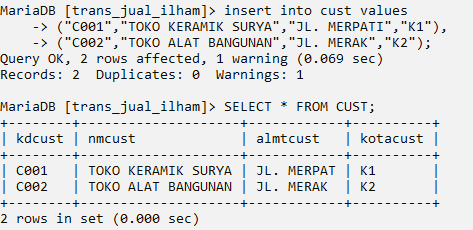 MariaDB [trans_jual_ilham]> insert into cust values
    -> ("C001","TOKO KERAMIK SURYA","JL. MERPATI","K1"),
    -> ("C002","TOKO ALAT BANGUNAN","JL. MERAK","K2");
Query OK, 2 rows affected, 1 warning (0.069 sec)
Records: 2  Duplicates: 0  Warnings: 1

MariaDB [trans_jual_ilham]> SELECT * FROM CUST;
+--------+--------------------+------------+----------+
| kdcust | nmcust             | almtcust   | kotacust |
+--------+--------------------+------------+----------+
| C001   | TOKO KERAMIK SURYA | JL. MERPAT | K1       |
| C002   | TOKO ALAT BANGUNAN | JL. MERAK  | K2       |
+--------+--------------------+------------+----------+
2 rows in set (0.000 sec)